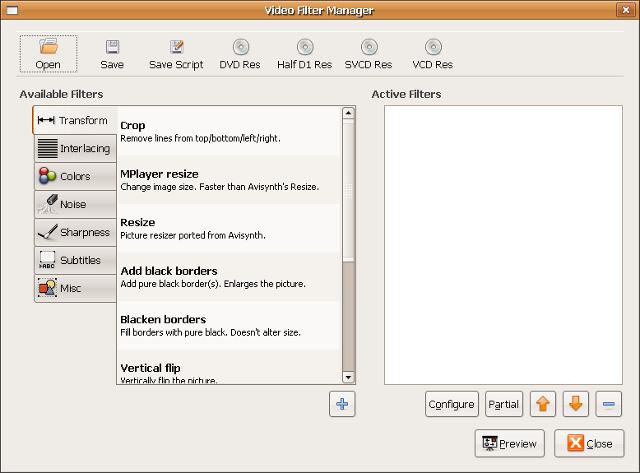 Video Filter Manager
Open Save Save Script DVD Res Half D1 Res SVCD Res VCD Res
Available Filters
Active Filters
Transform
Interlacing
Colors
Noise
Sharpness
ABC
Subtitles
Misc
Crop
Remove lines from top/bottom/left/right.
MPlayer resize
Change image size. Faster than Avisynth's Resize.
Resize
Picture resizer ported from Avisynth.
Add black borders
Add pure black border(s). Enlarges the picture.
Blacken borders
Fill borders with pure black. Doesn't alter size.
Vertical flip
Vertically flip the picture.
Configure Partial
Preview Close